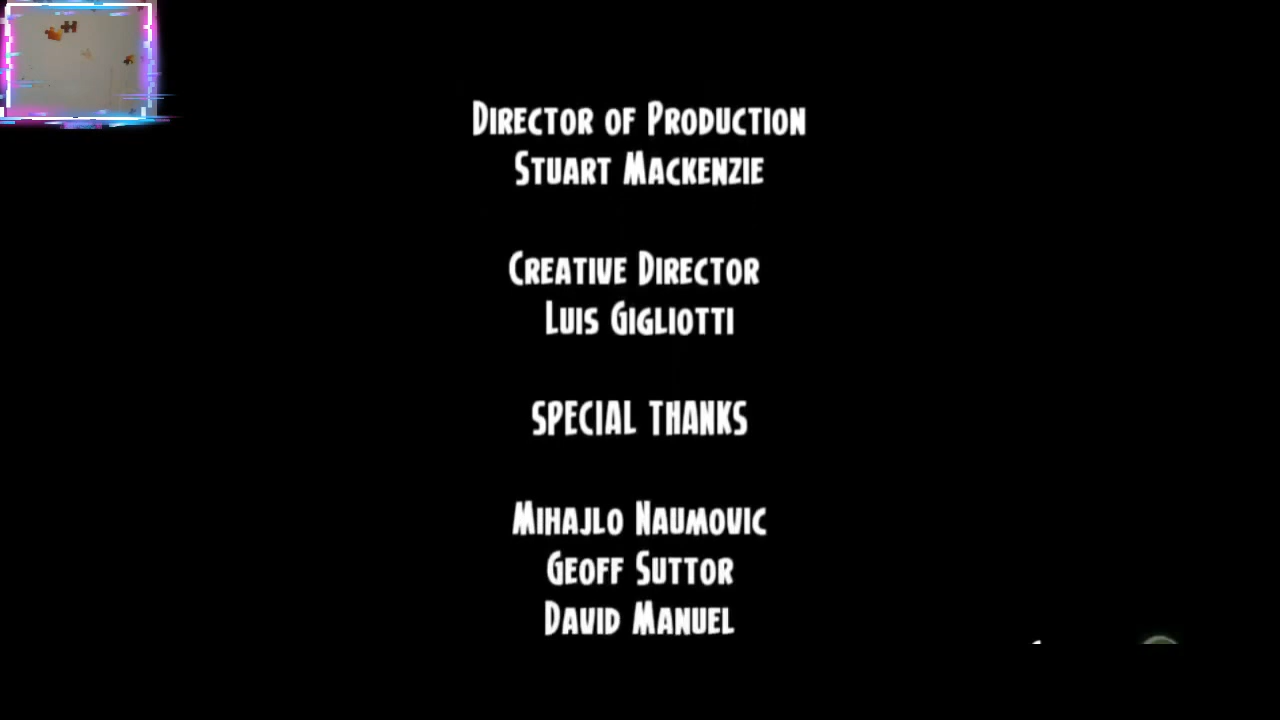 Director of Production
Stuart Mackenzie
Creative Director
Luis Gigliotti
SPECIAL THANKS
Mihajlo Naumovic
Geoff Suttor
David Manuel